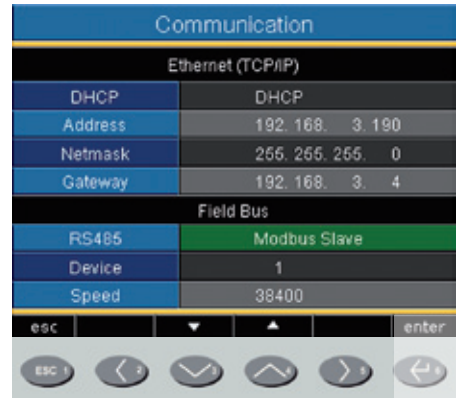 Communication
Ethernet (TCP/IP)
DHCP DHCP
Address 192. 168. 3. 190
Netmask 255. 255. 255. 0
Gateway 192. 168. 3. 4
Field Bus
RS485 Modbus Slave
Device 1
Speed 38400
esc ▼ ▲ enter
ESC 1 2 3 4 5 6